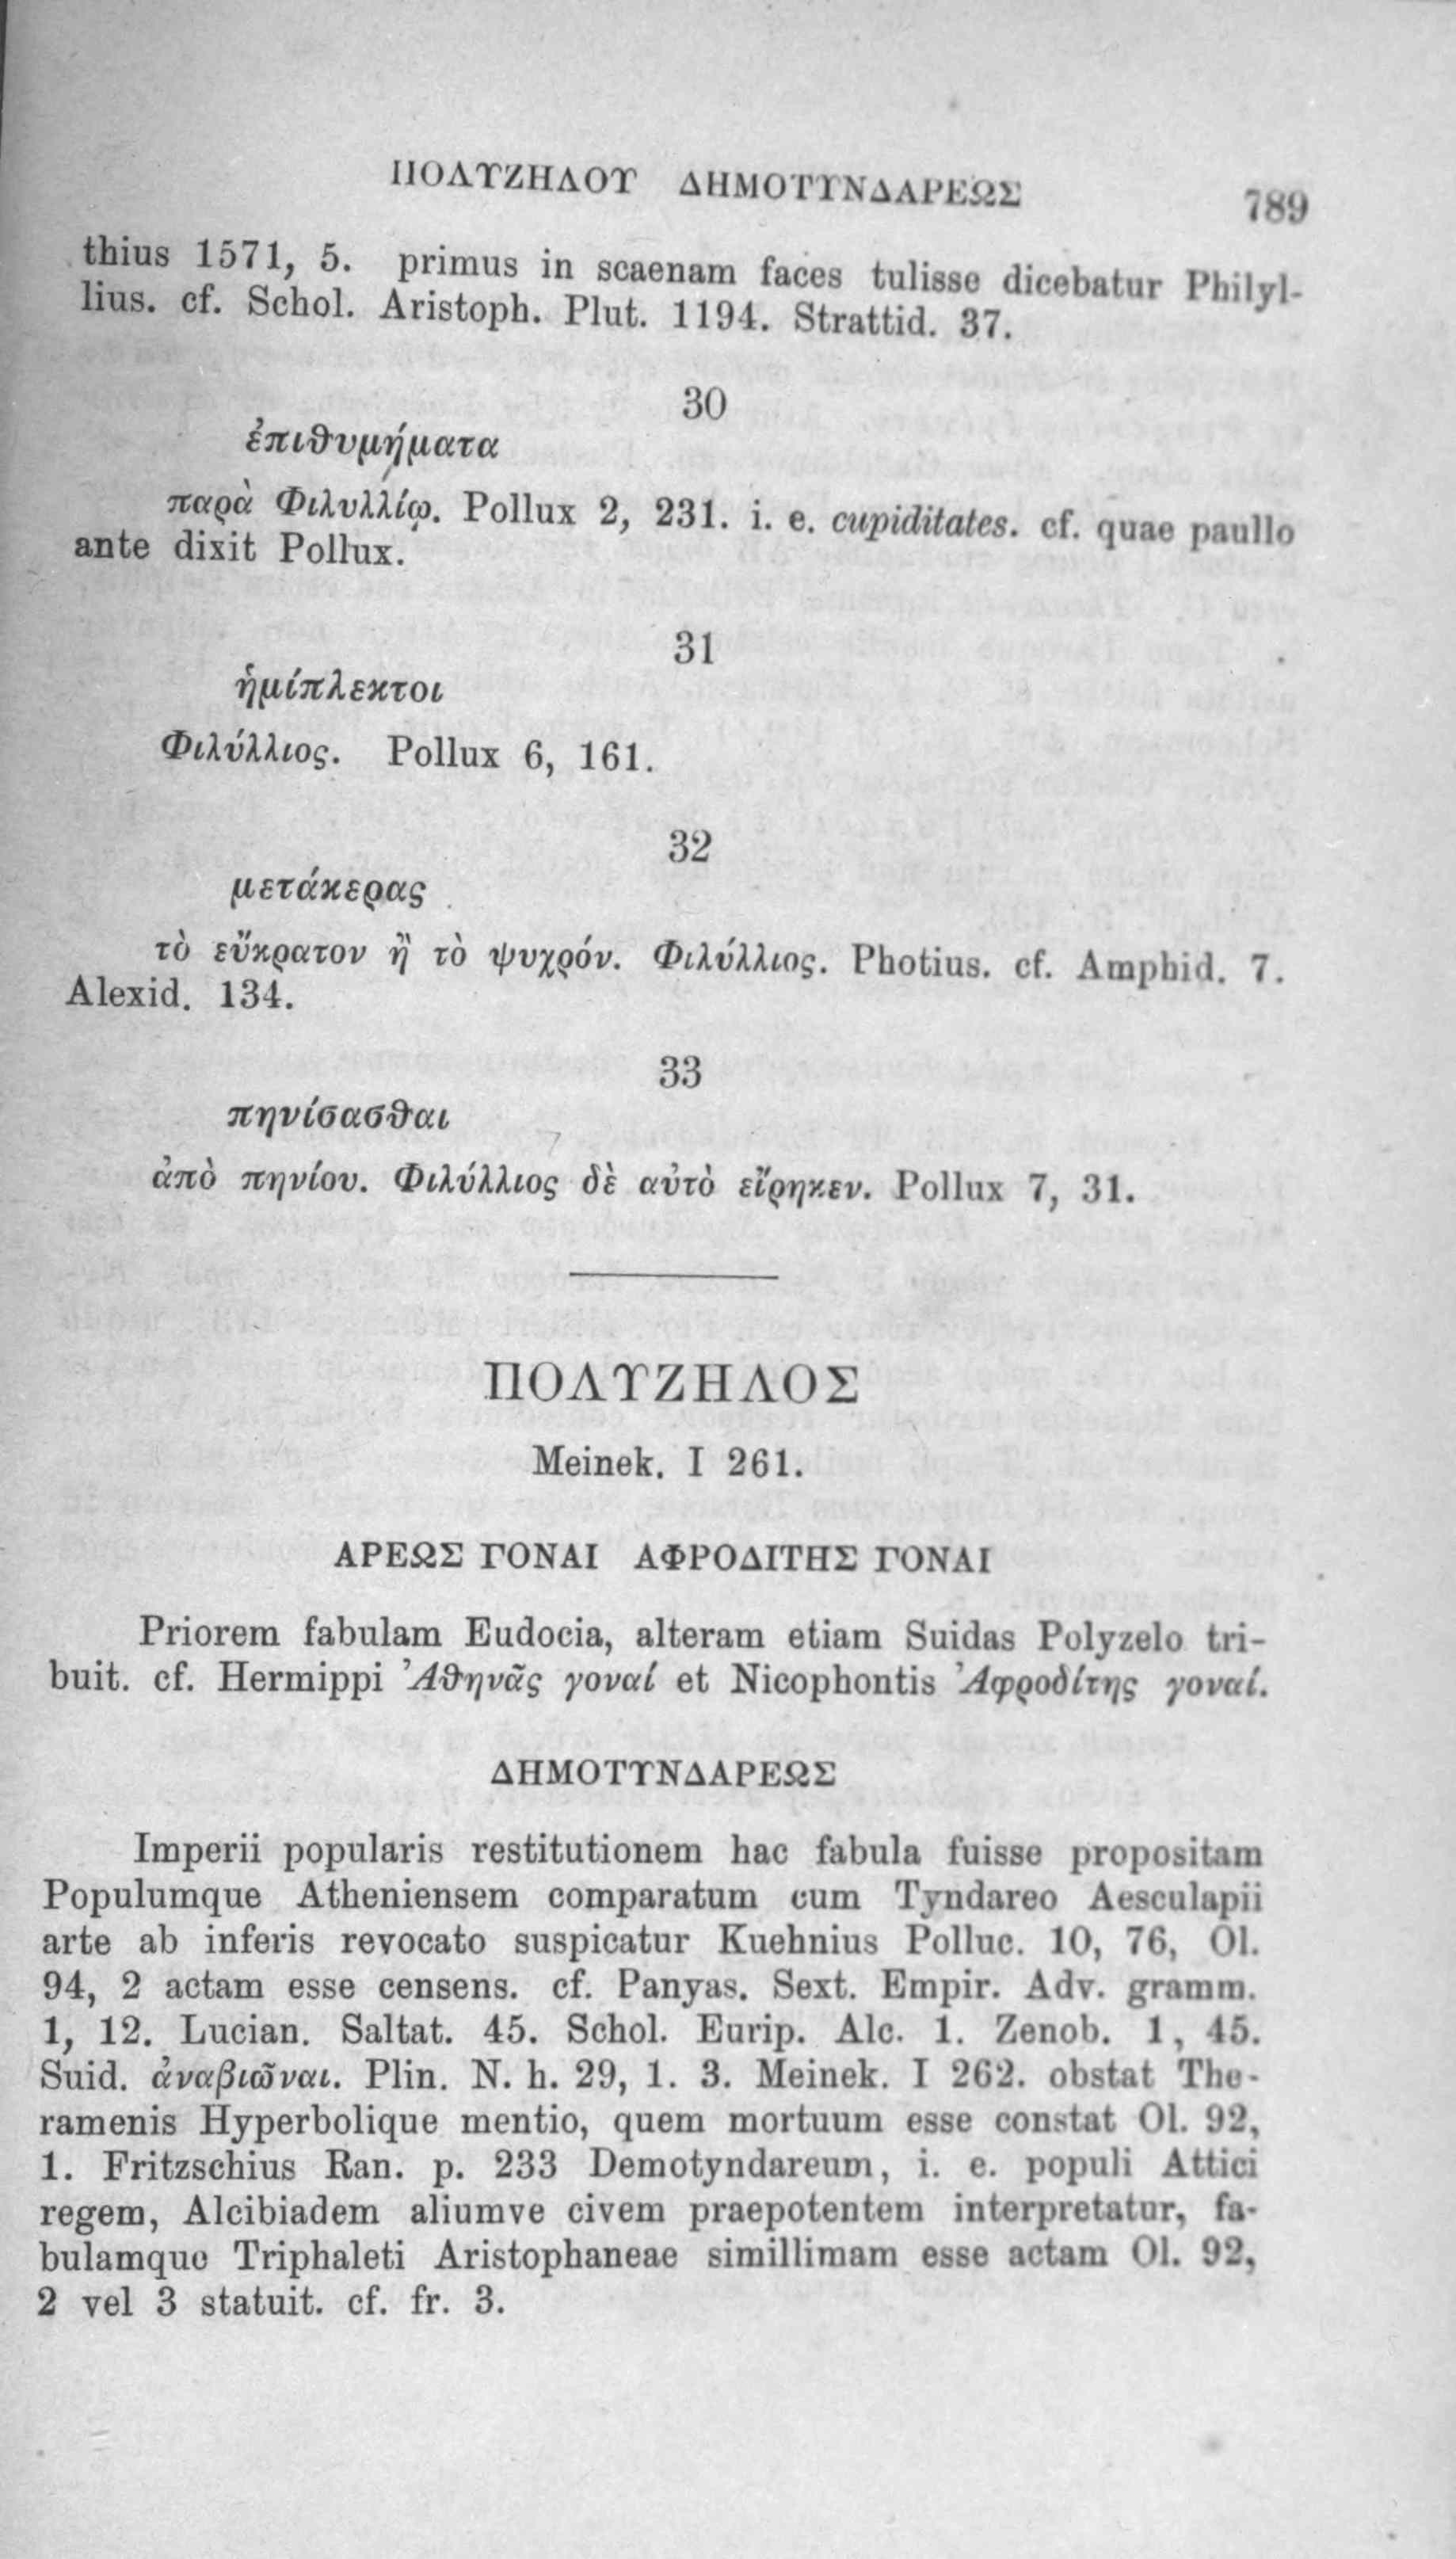 ΠΟΛΥΖΗΛΟΥ ΔΗΜΟΤΥΝΔΑΡΕΩΣ 789
thius 1571, 5. primus in scaenam faces tulisse dicebatur Philyl-
lius. cf. Schol. Aristoph. Plut. 1194. Strattid. 37.
30
ἐπιθυμήματα
παρὰ Φιλυλλίῳ. Pollux 2, 231. i. e. cupiditates. cf. quae paullo
ante dixit Pollux.
31
ἡμίπλεκτοι
Φιλύλλιος. Pollux 6, 161.
32
μετάκερας
τὸ εὔκρατον ἢ τὸ ψυχρόν. Φιλύλλιος. Photius. cf. Amphid. 7.
Alexid. 134.
33
πηνίσασθαι
ἀπὸ πηνίου. Φιλύλλιος δὲ αὐτὸ εἴρηκεν. Pollux 7, 31.
ΠΟΛΥΖΗΛΟΣ
Meinek. I 261.
ΑΡΕΩΣ ΓΟΝΑΙ ΑΦΡΟΔΙΤΗΣ ΓΟΝΑΙ
Priorem fabulam Eudocia, alteram etiam Suidas Polyzelo tri-
buit. cf. Hermippi Ἀθηνᾶς γοναί et Nicophontis Ἀφροδίτης γοναί.
ΔΗΜΟΤΥΝΔΑΡΕΩΣ
Imperii popularis restitutionem hac fabula fuisse propositam
Populumque Atheniensem comparatum cum Tyndareo Aesculapii
arte ab inferis revocato suspicatur Kuehnius Polluc. 10, 76, Ol.
94, 2 actam esse censens. cf. Panyas. Sext. Empir. Adv. gramm.
1, 12. Lucian. Saltat. 45. Schol. Eurip. Alc. 1. Zenob. 1, 45.
Suid. ἀναβιῶναι. Plin. N. h. 29, 1. 3. Meinek. I 262. obstat The-
ramenis Hyperbolique mentio, quem mortuum esse constat Ol. 92,
1. Fritzschius Ran. p. 233 Demotyndareum, i. e. populi Attici
regem, Alcibiadem aliumve civem praepotentem interpretatur, fa-
bulamque Triphaleti Aristophaneae simillimam esse actam Ol. 92,
2 vel 3 statuit. cf. fr. 3.